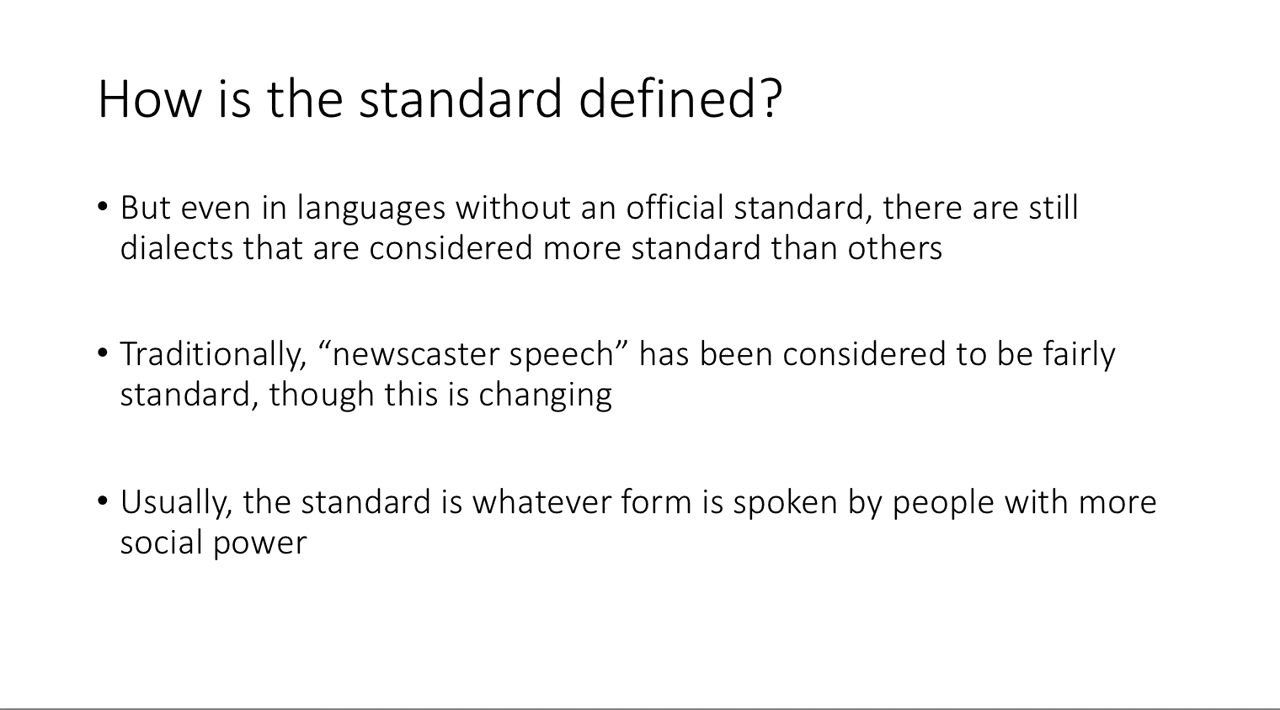 How is the standard defined?
• But even in languages without an official standard, there are still
dialects that are considered more standard than others
• Traditionally, “newscaster speech” has been considered to be fairly
standard, though this is changing
• Usually, the standard is whatever form is spoken by people with more
social power